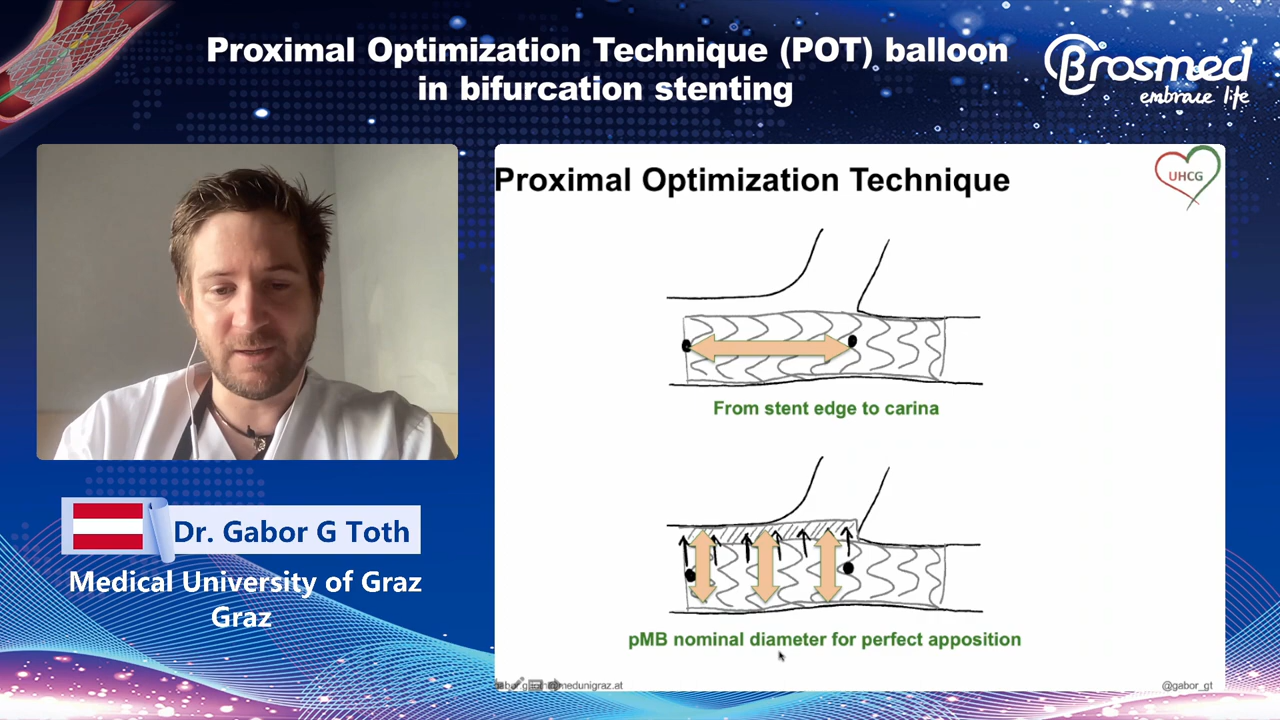 Proximal Optimization Technique (POT) balloon
in bifurcation stenting
Brosmed
embrace life
Proximal Optimization Technique
UHCG
From stent edge to carina
pMB nominal diameter for perfect apposition
@gabor_gt
Dr. Gabor G Toth
Medical University of Graz
Graz